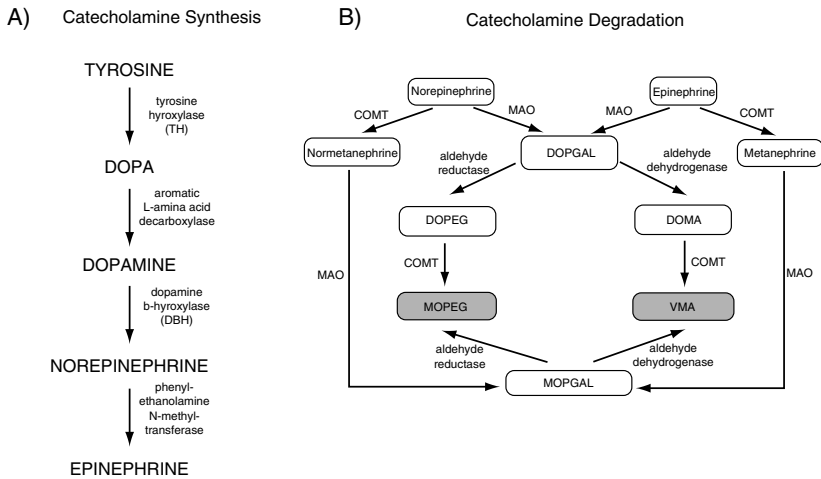 A) Catecholamine Synthesis
TYROSINE
tyrosine
hyroxylase
(TH)
DOPA
aromatic
L-amina acid
decarboxylase
DOPAMINE
dopamine
b-hyroxylase
(DBH)
NOREPINEPHRINE
phenyl-
ethanolamine
N-methyl-
transferase
EPINEPHRINE
B) Catecholamine Degradation
Norepinephrine
Epinephrine
COMT
MAO
MAO
COMT
Normetanephrine
DOPGAL
Metanephrine
aldehyde
reductase
aldehyde
dehydrogenase
DOPEG
DOMA
MAO
COMT
COMT
MAO
MOPEG
VMA
aldehyde
reductase
aldehyde
dehydrogenase
MOPGAL